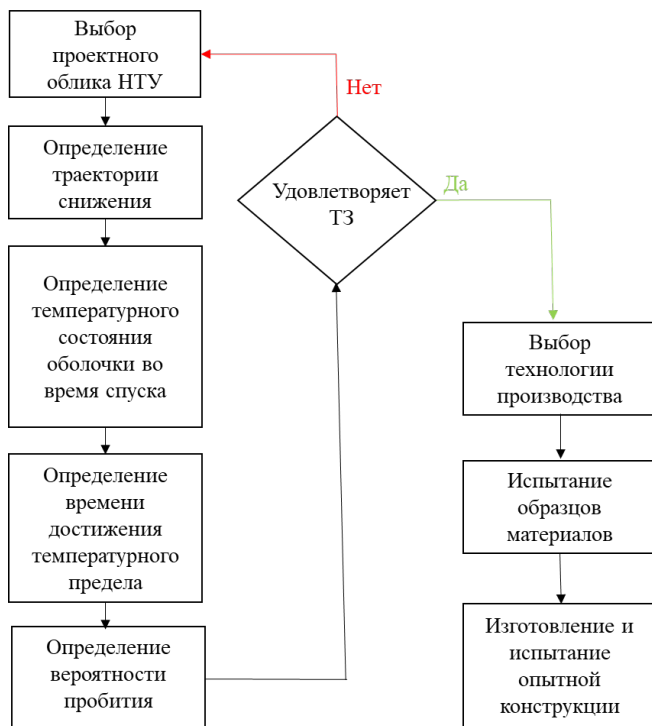 Выбор
проектного
облика НТУ
Определение
траектории
снижения
Определение
температурного
состояния
оболочки во
время спуска
Определение
времени
достижения
температурного
предела
Определение
вероятности
пробития
Нет
Удовлетворяет
ТЗ
Да
Выбор
технологии
производства
Испытание
образцов
материалов
Изготовление и
испытание
опытной
конструкции